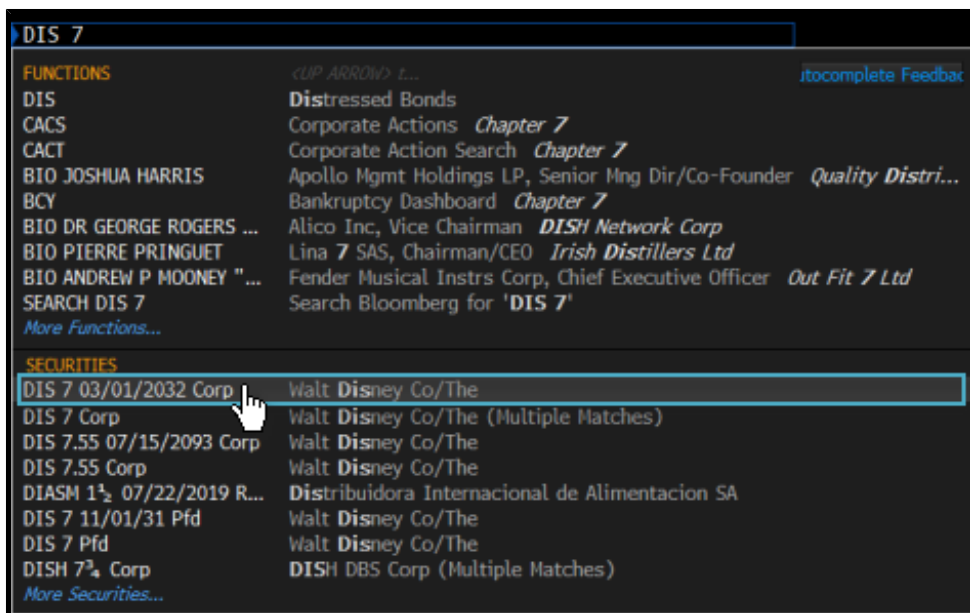 DIS 7
FUNCTIONS <UP ARROW> t... utocomplete Feedbac
DIS Distressed Bonds
CACS Corporate Actions Chapter 7
CACT Corporate Action Search Chapter 7
BIO JOSHUA HARRIS Apollo Mgmt Holdings LP, Senior Mng Dir/Co-Founder Quality Distri...
BCY Bankruptcy Dashboard Chapter 7
BIO DR GEORGE ROGERS ... Alico Inc, Vice Chairman DISH Network Corp
BIO PIERRE PRINGUET Lina 7 SAS, Chairman/CEO Irish Distillers Ltd
BIO ANDREW P MOONEY "... Fender Musical Instrs Corp, Chief Executive Officer Out Fit 7 Ltd
SEARCH DIS 7 Search Bloomberg for 'DIS 7'
More Functions...
SECURITIES
DIS 7 03/01/2032 Corp Walt Disney Co/The
DIS 7 Corp Walt Disney Co/The (Multiple Matches)
DIS 7.55 07/15/2093 Corp Walt Disney Co/The
DIS 7.55 Corp Walt Disney Co/The
DIASM 1½ 07/22/2019 R... Distribuidora Internacional de Alimentacion SA
DIS 7 11/01/31 Pfd Walt Disney Co/The
DIS 7 Pfd Walt Disney Co/The
DISH 7¾ Corp DISH DBS Corp (Multiple Matches)
More Securities...